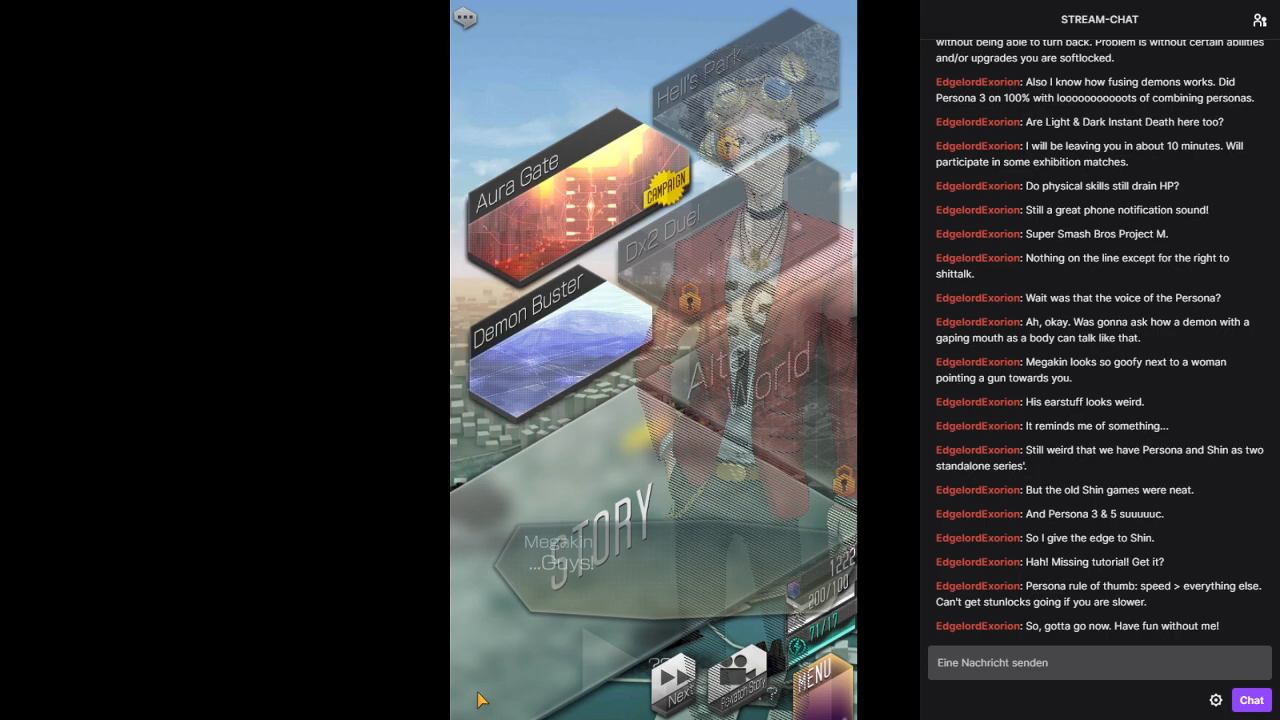 Hell's Park
Aura Gate
CAMPAIGN
Dx2 Duel
Demon Buster
Alter
World
STORY
Megakin
...Guys!
1222
200/100
71/17
Next
Rewatch Story
MENU
STREAM-CHAT
without being able to turn back. Problem is without certain abilities
and/or upgrades you are softlocked.
EdgelordExorion: Also I know how fusing demons works. Did
Persona 3 on 100% with looooooooooots of combining personas.
EdgelordExorion: Are Light & Dark Instant Death here too?
EdgelordExorion: I will be leaving you in about 10 minutes. Will
participate in some exhibition matches.
EdgelordExorion: Do physical skills still drain HP?
EdgelordExorion: Still a great phone notification sound!
EdgelordExorion: Super Smash Bros Project M.
EdgelordExorion: Nothing on the line except for the right to
shittalk.
EdgelordExorion: Wait was that the voice of the Persona?
EdgelordExorion: Ah, okay. Was gonna ask how a demon with a
gaping mouth as a body can talk like that.
EdgelordExorion: Megakin looks so goofy next to a woman
pointing a gun towards you.
EdgelordExorion: His earstuff looks weird.
EdgelordExorion: It reminds me of something...
EdgelordExorion: Still weird that we have Persona and Shin as two
standalone series'.
EdgelordExorion: But the old Shin games were neat.
EdgelordExorion: And Persona 3 & 5 suuuuuc.
EdgelordExorion: So I give the edge to Shin.
EdgelordExorion: Hah! Missing tutorial! Get it?
EdgelordExorion: Persona rule of thumb: speed > everything else.
Can't get stunlocks going if you are slower.
EdgelordExorion: So, gotta go now. Have fun without me!
Eine Nachricht senden
Chat